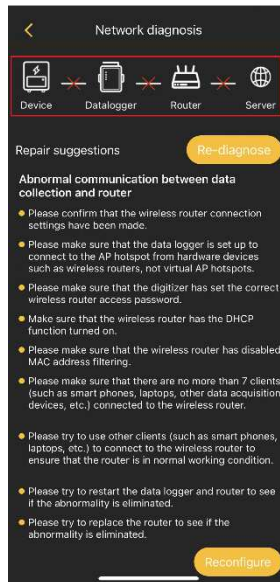 Network diagnosis
Device Datalogger Router Server
Repair suggestions Re-diagnose
Abnormal communication between data
collection and router
Please confirm that the wireless router connection
settings have been made.
Please make sure that the data logger is set up to
connect to the AP hotspot from hardware devices
such as wireless routers, not virtual AP hotspots.
Please make sure that the digitizer has set the correct
wireless router access password.
Make sure that the wireless router has the DHCP
function turned on.
Please make sure that the wireless router has disabled
MAC address filtering.
Please make sure that there are no more than 7 clients
(such as smart phones, laptops, other data acquisition
devices, etc.) connected to the wireless router.
Please try to use other clients (such as smart phones,
laptops, etc.) to connect to the wireless router to
ensure that the router is in normal working condition.
Please try to restart the data logger and router to see
if the abnormality is eliminated.
Please try to replace the router to see if the
abnormality is eliminated.
Reconfigure